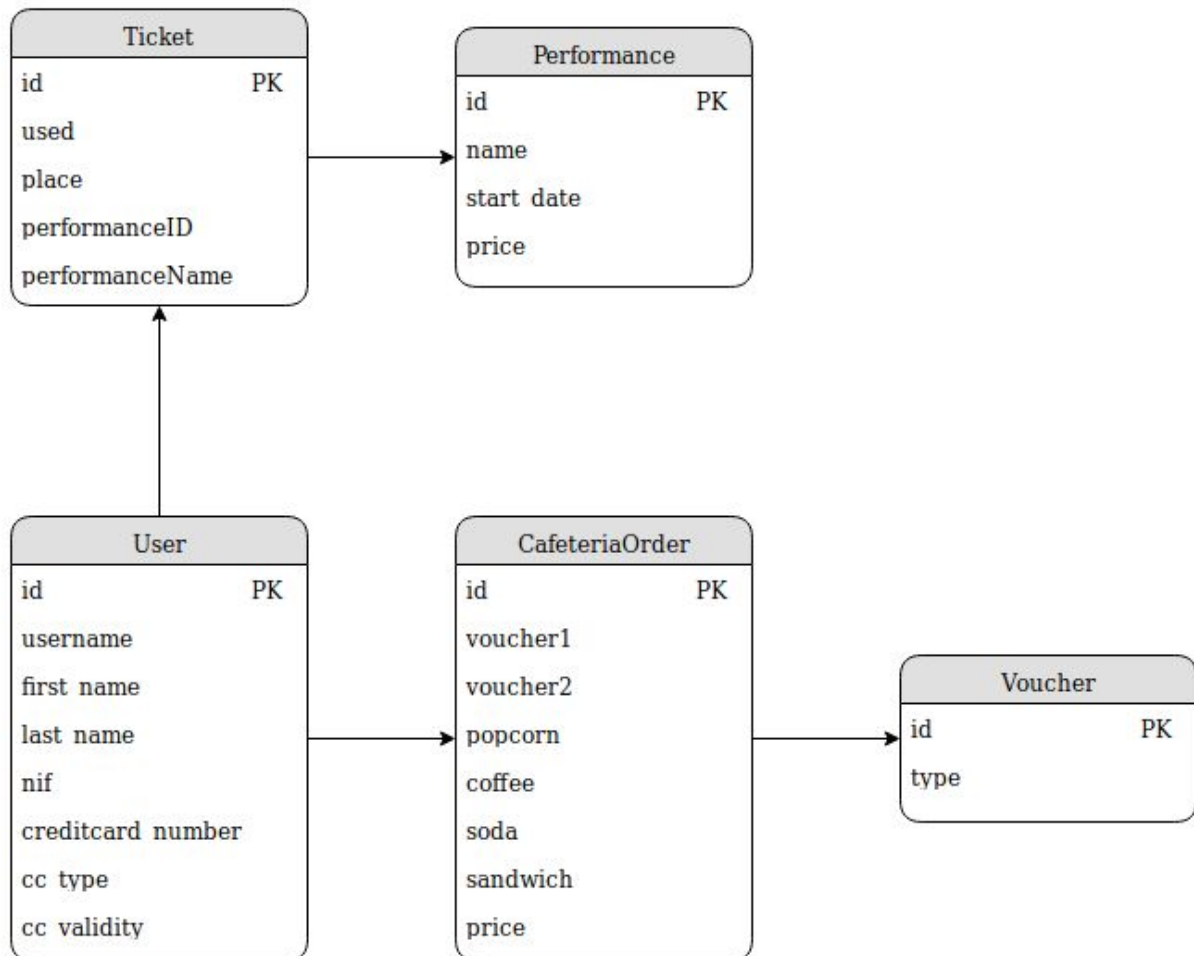 Ticket
id PK
used
place
performanceID
performanceName
Performance
id PK
name
start date
price
User
id PK
username
first name
last name
nif
creditcard number
cc type
cc validity
CafeteriaOrder
id PK
voucher1
voucher2
popcorn
coffee
soda
sandwich
price
Voucher
id PK
type